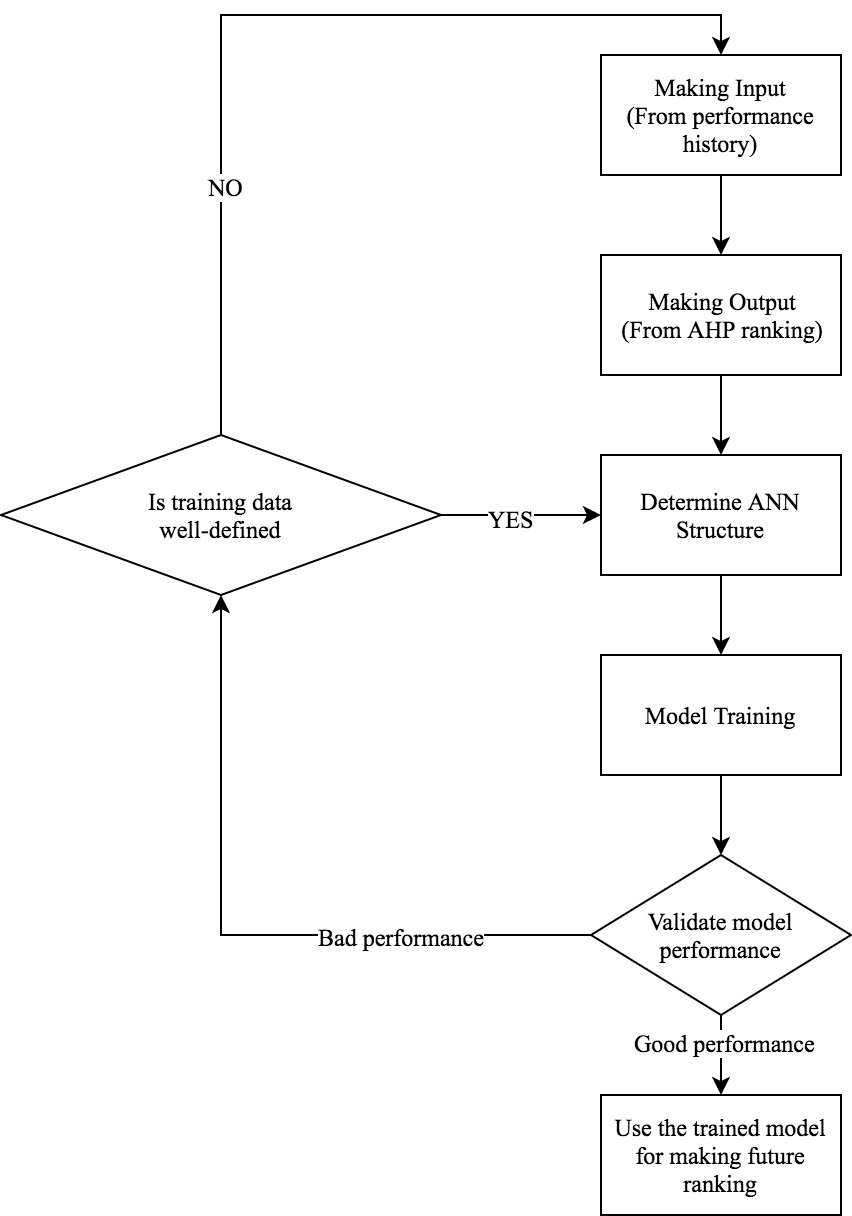 Making Input
(From performance
history)
NO
Making Output
(From AHP ranking)
Is training data
well-defined
YES
Determine ANN
Structure
Model Training
Validate model
performance
Bad performance
Good performance
Use the trained model
for making future
ranking